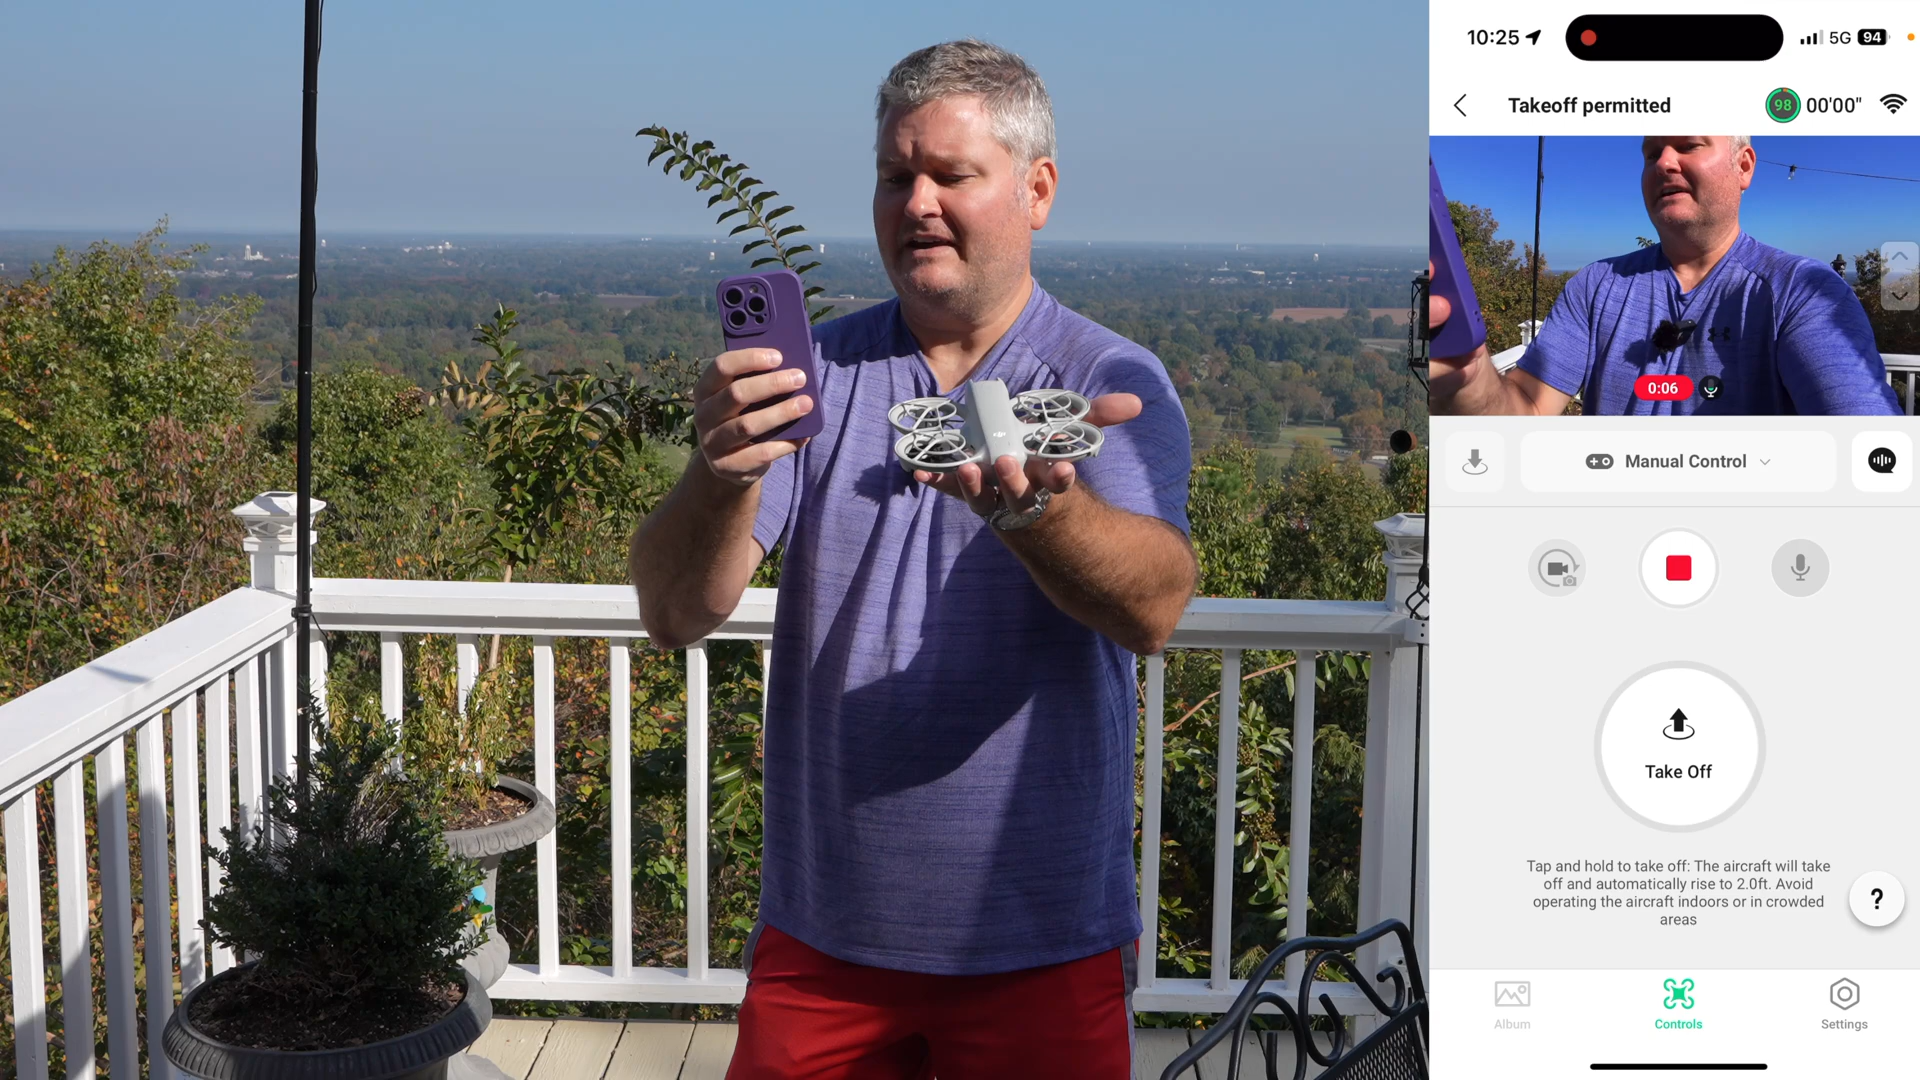 10:25
5G 94
Takeoff permitted
98 00'00"
0:06
Manual Control
Take Off
Tap and hold to take off: The aircraft will take
off and automatically rise to 2.0ft. Avoid
operating the aircraft indoors or in crowded
areas
?
Album
Controls
Settings